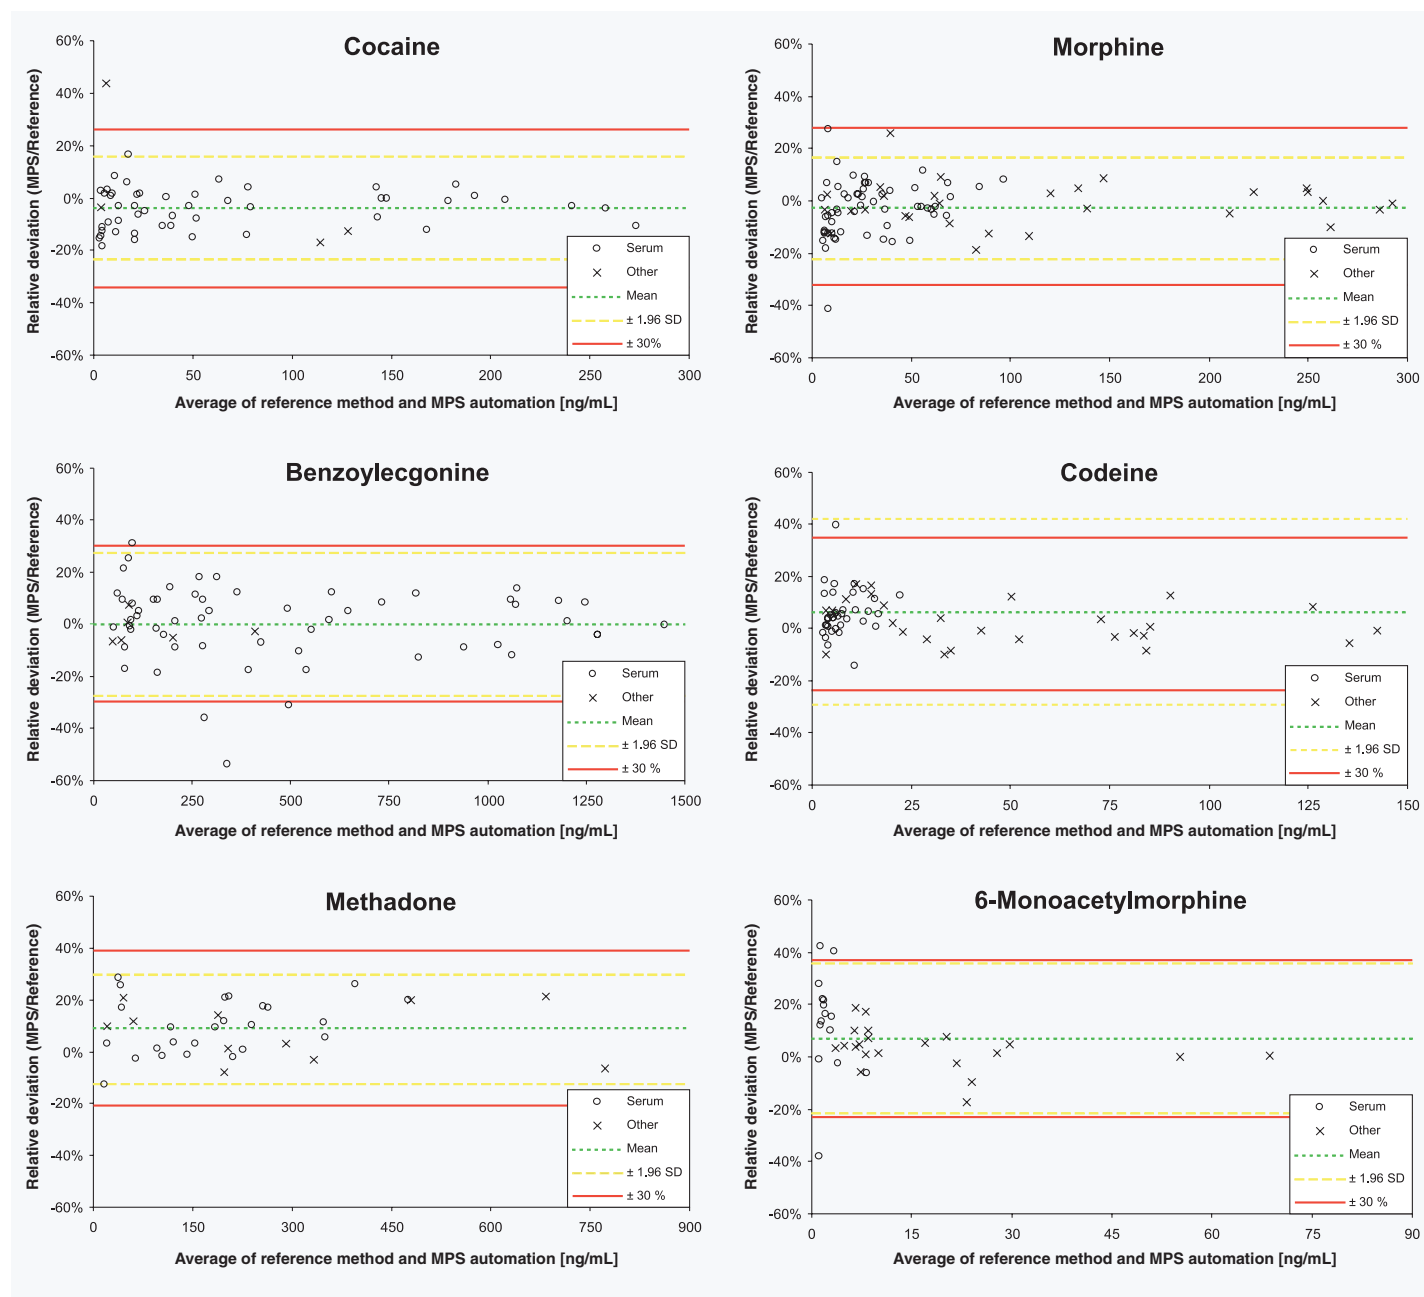 Cocaine
Relative deviation (MPS/Reference)
60%
40%
20%
0%
-20%
-40%
-60%
0 50 100 150 200 250 300
Average of reference method and MPS automation [ng/mL]
Serum
Other
Mean
± 1.96 SD
± 30%
Morphine
Relative deviation (MPS/Reference)
60%
40%
20%
0%
-20%
-40%
-60%
0 50 100 150 200 250 300
Average of reference method and MPS automation [ng/mL]
Serum
Other
Mean
± 1.96 SD
± 30 %
Benzoylecgonine
Relative deviation (MPS/Reference)
60%
40%
20%
0%
-20%
-40%
-60%
0 250 500 750 1000 1250 1500
Average of reference method and MPS automation [ng/mL]
Serum
Other
Mean
± 1.96 SD
± 30 %
Codeine
Relative deviation (MPS/Reference)
60%
40%
20%
0%
-20%
-40%
-60%
0 25 50 75 100 125 150
Average of reference method and MPS automation [ng/mL]
Serum
Other
Mean
± 1.96 SD
± 30 %
Methadone
Relative deviation (MPS/Reference)
60%
40%
20%
0%
-20%
-40%
-60%
0 150 300 450 600 750 900
Average of reference method and MPS automation [ng/mL]
Serum
Other
Mean
± 1.96 SD
± 30 %
6-Monoacetylmorphine
Relative deviation (MPS/Reference)
60%
40%
20%
0%
-20%
-40%
-60%
0 15 30 45 60 75 90
Average of reference method and MPS automation [ng/mL]
Serum
Other
Mean
± 1.96 SD
± 30 %